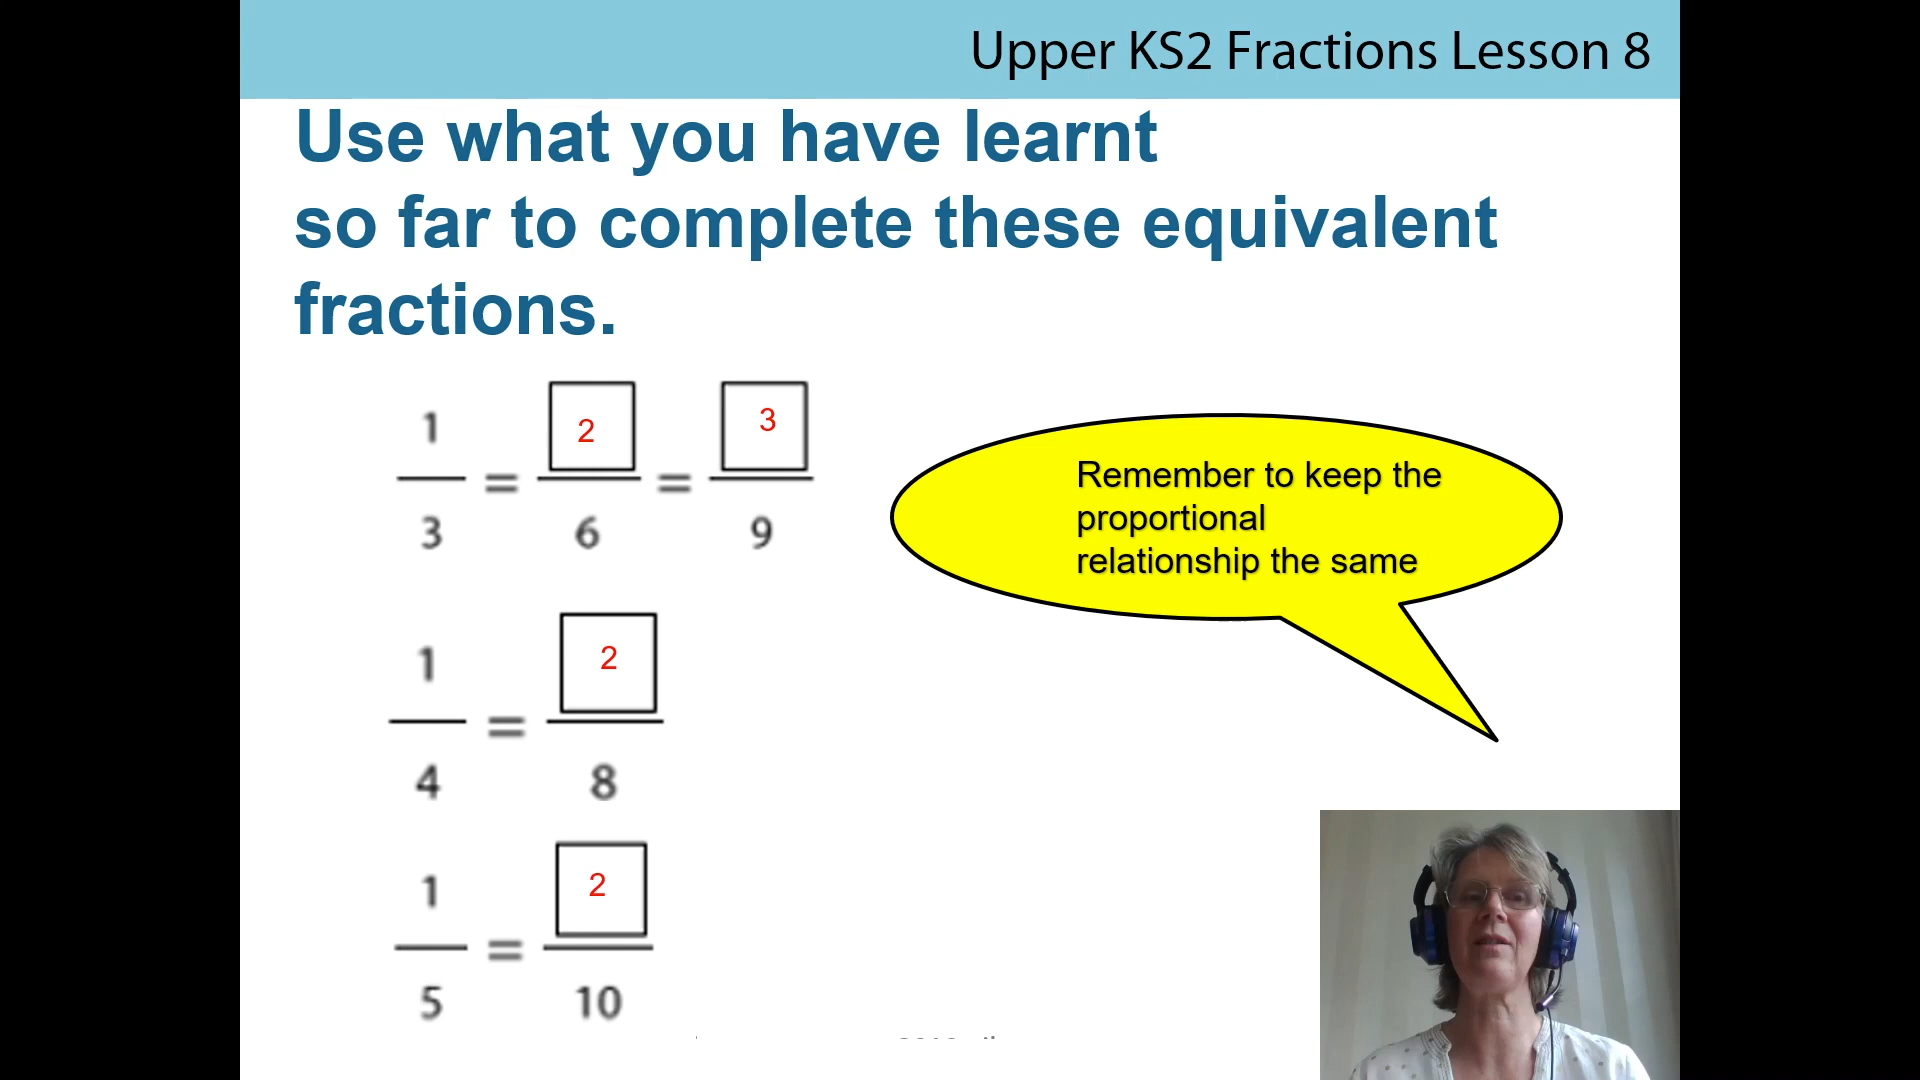 Upper KS2 Fractions Lesson 8
Use what you have learnt
so far to complete these equivalent
fractions.
1/3 = 2/6 = 3/9
Remember to keep the
proportional
relationship the same
1/4 = 2/8
1/5 = 2/10